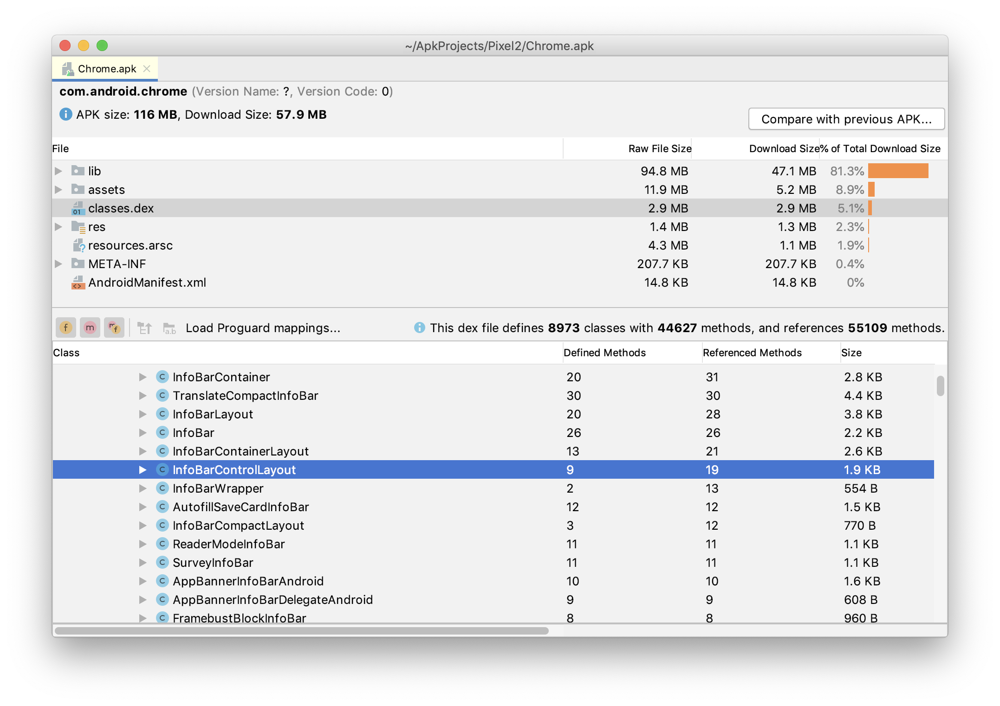 ~/ApkProjects/Pixel2/Chrome.apk
Chrome.apk
com.android.chrome (Version Name: ?, Version Code: 0)
APK size: 116 MB, Download Size: 57.9 MB
Compare with previous APK...
File Raw File Size Download Size % of Total Download Size
lib 94.8 MB 47.1 MB 81.3%
assets 11.9 MB 5.2 MB 8.9%
01 classes.dex 2.9 MB 2.9 MB 5.1%
res 1.4 MB 1.3 MB 2.3%
? resources.arsc 4.3 MB 1.1 MB 1.9%
META-INF 207.7 KB 207.7 KB 0.4%
<> AndroidManifest.xml 14.8 KB 14.8 KB 0%
f m m f a.b Load Proguard mappings... This dex file defines 8973 classes with 44627 methods, and references 55109 methods.
Class Defined Methods Referenced Methods Size
C InfoBarContainer 20 31 2.8 KB
C TranslateCompactInfoBar 30 30 4.4 KB
C InfoBarLayout 20 28 3.8 KB
C InfoBar 26 26 2.2 KB
C InfoBarContainerLayout 13 21 2.6 KB
C InfoBarControlLayout 9 19 1.9 KB
C InfoBarWrapper 2 13 554 B
C AutofillSaveCardInfoBar 12 12 1.5 KB
C InfoBarCompactLayout 3 12 770 B
C ReaderModeInfoBar 11 11 1.1 KB
C SurveyInfoBar 11 11 1.1 KB
C AppBannerInfoBarAndroid 10 10 1.6 KB
C AppBannerInfoBarDelegateAndroid 9 9 608 B
C FramebustBlockInfoBar 8 8 960 B